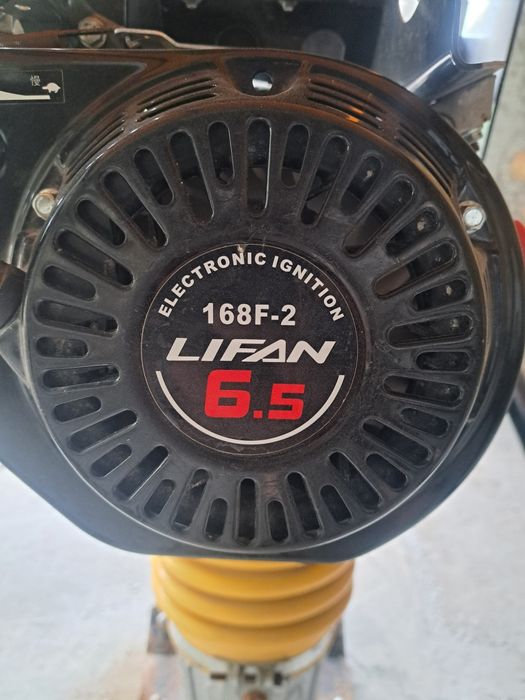 慢
ELECTRONIC IGNITION
168F-2
LIFAN
6.5